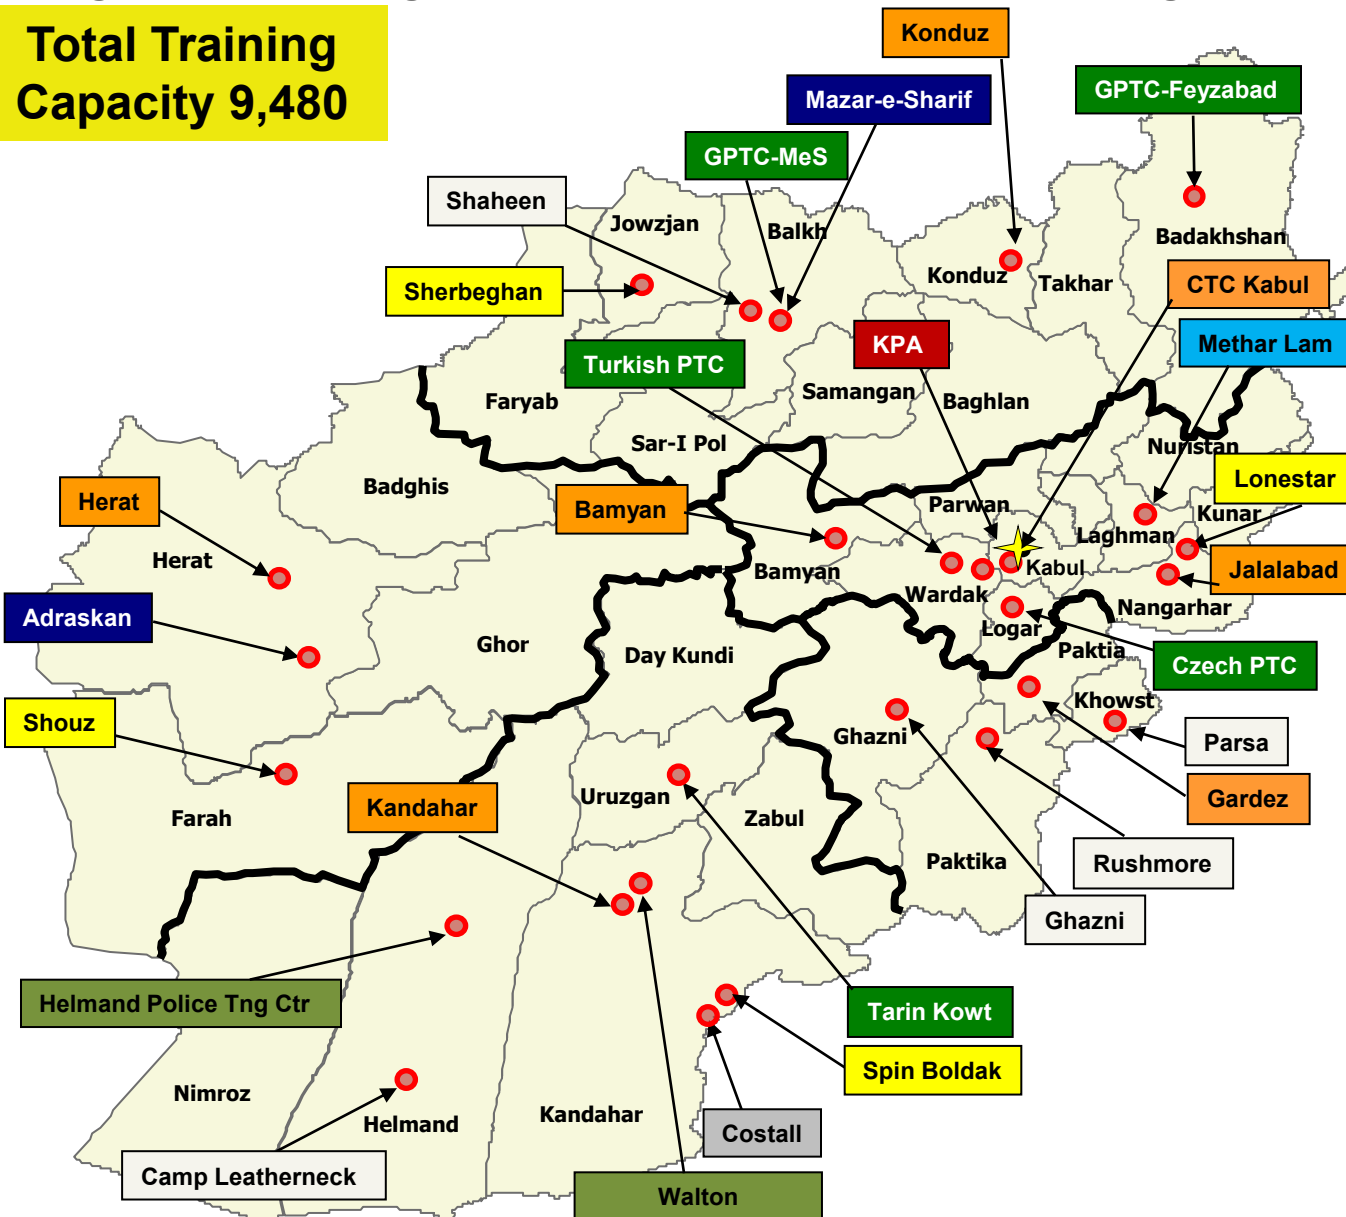 Total Training
Capacity 9,480
Konduz
GPTC-Feyzabad
Mazar-e-Sharif
GPTC-MeS
Shaheen
Jowzjan
Balkh
Badakhshan
Konduz
Takhar
CTC Kabul
Sherbeghan
KPA
Methar Lam
Turkish PTC
Samangan
Baghlan
Faryab
Sar-I Pol
Nuristan
Lonestar
Badghis
Herat
Bamyan
Parwan
Kunar
Laghman
Herat
Bamyan
Kabul
Jalalabad
Wardak
Nangarhar
Adraskan
Logar
Ghor
Day Kundi
Paktia
Czech PTC
Khowst
Shouz
Ghazni
Parsa
Kandahar
Uruzgan
Gardez
Farah
Zabul
Paktika
Rushmore
Ghazni
Helmand Police Tng Ctr
Tarin Kowt
Spin Boldak
Nimroz
Helmand
Kandahar
Costall
Camp Leatherneck
Walton